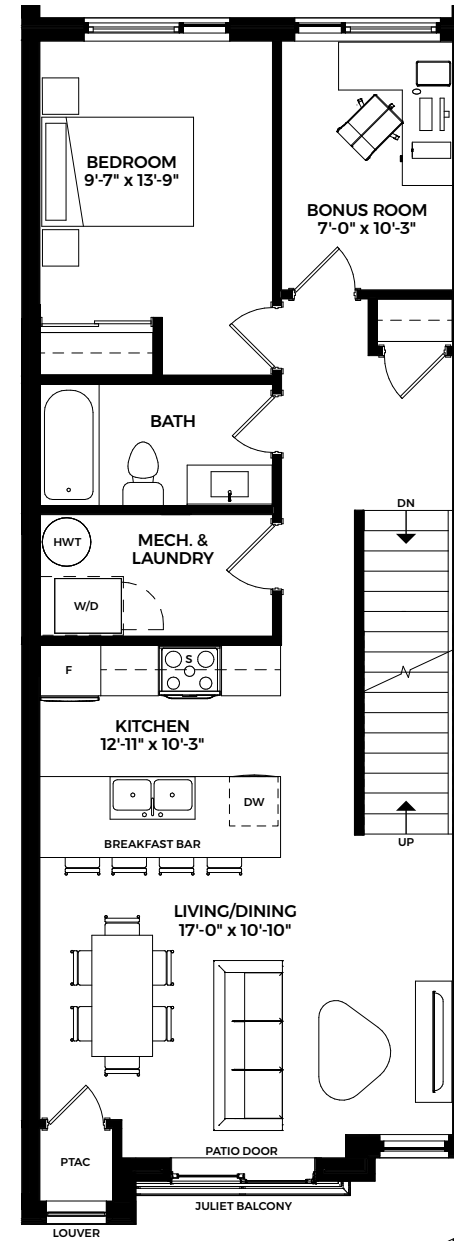 BEDROOM
9'-7" x 13'-9"
BONUS ROOM
7'-0" x 10'-3"
BATH
DN
HWT
MECH. &
LAUNDRY
W/D
F
S
KITCHEN
12'-11" x 10'-3"
DW
BREAKFAST BAR
UP
LIVING/DINING
17'-0" x 10'-10"
PTAC
PATIO DOOR
JULIET BALCONY
LOUVER